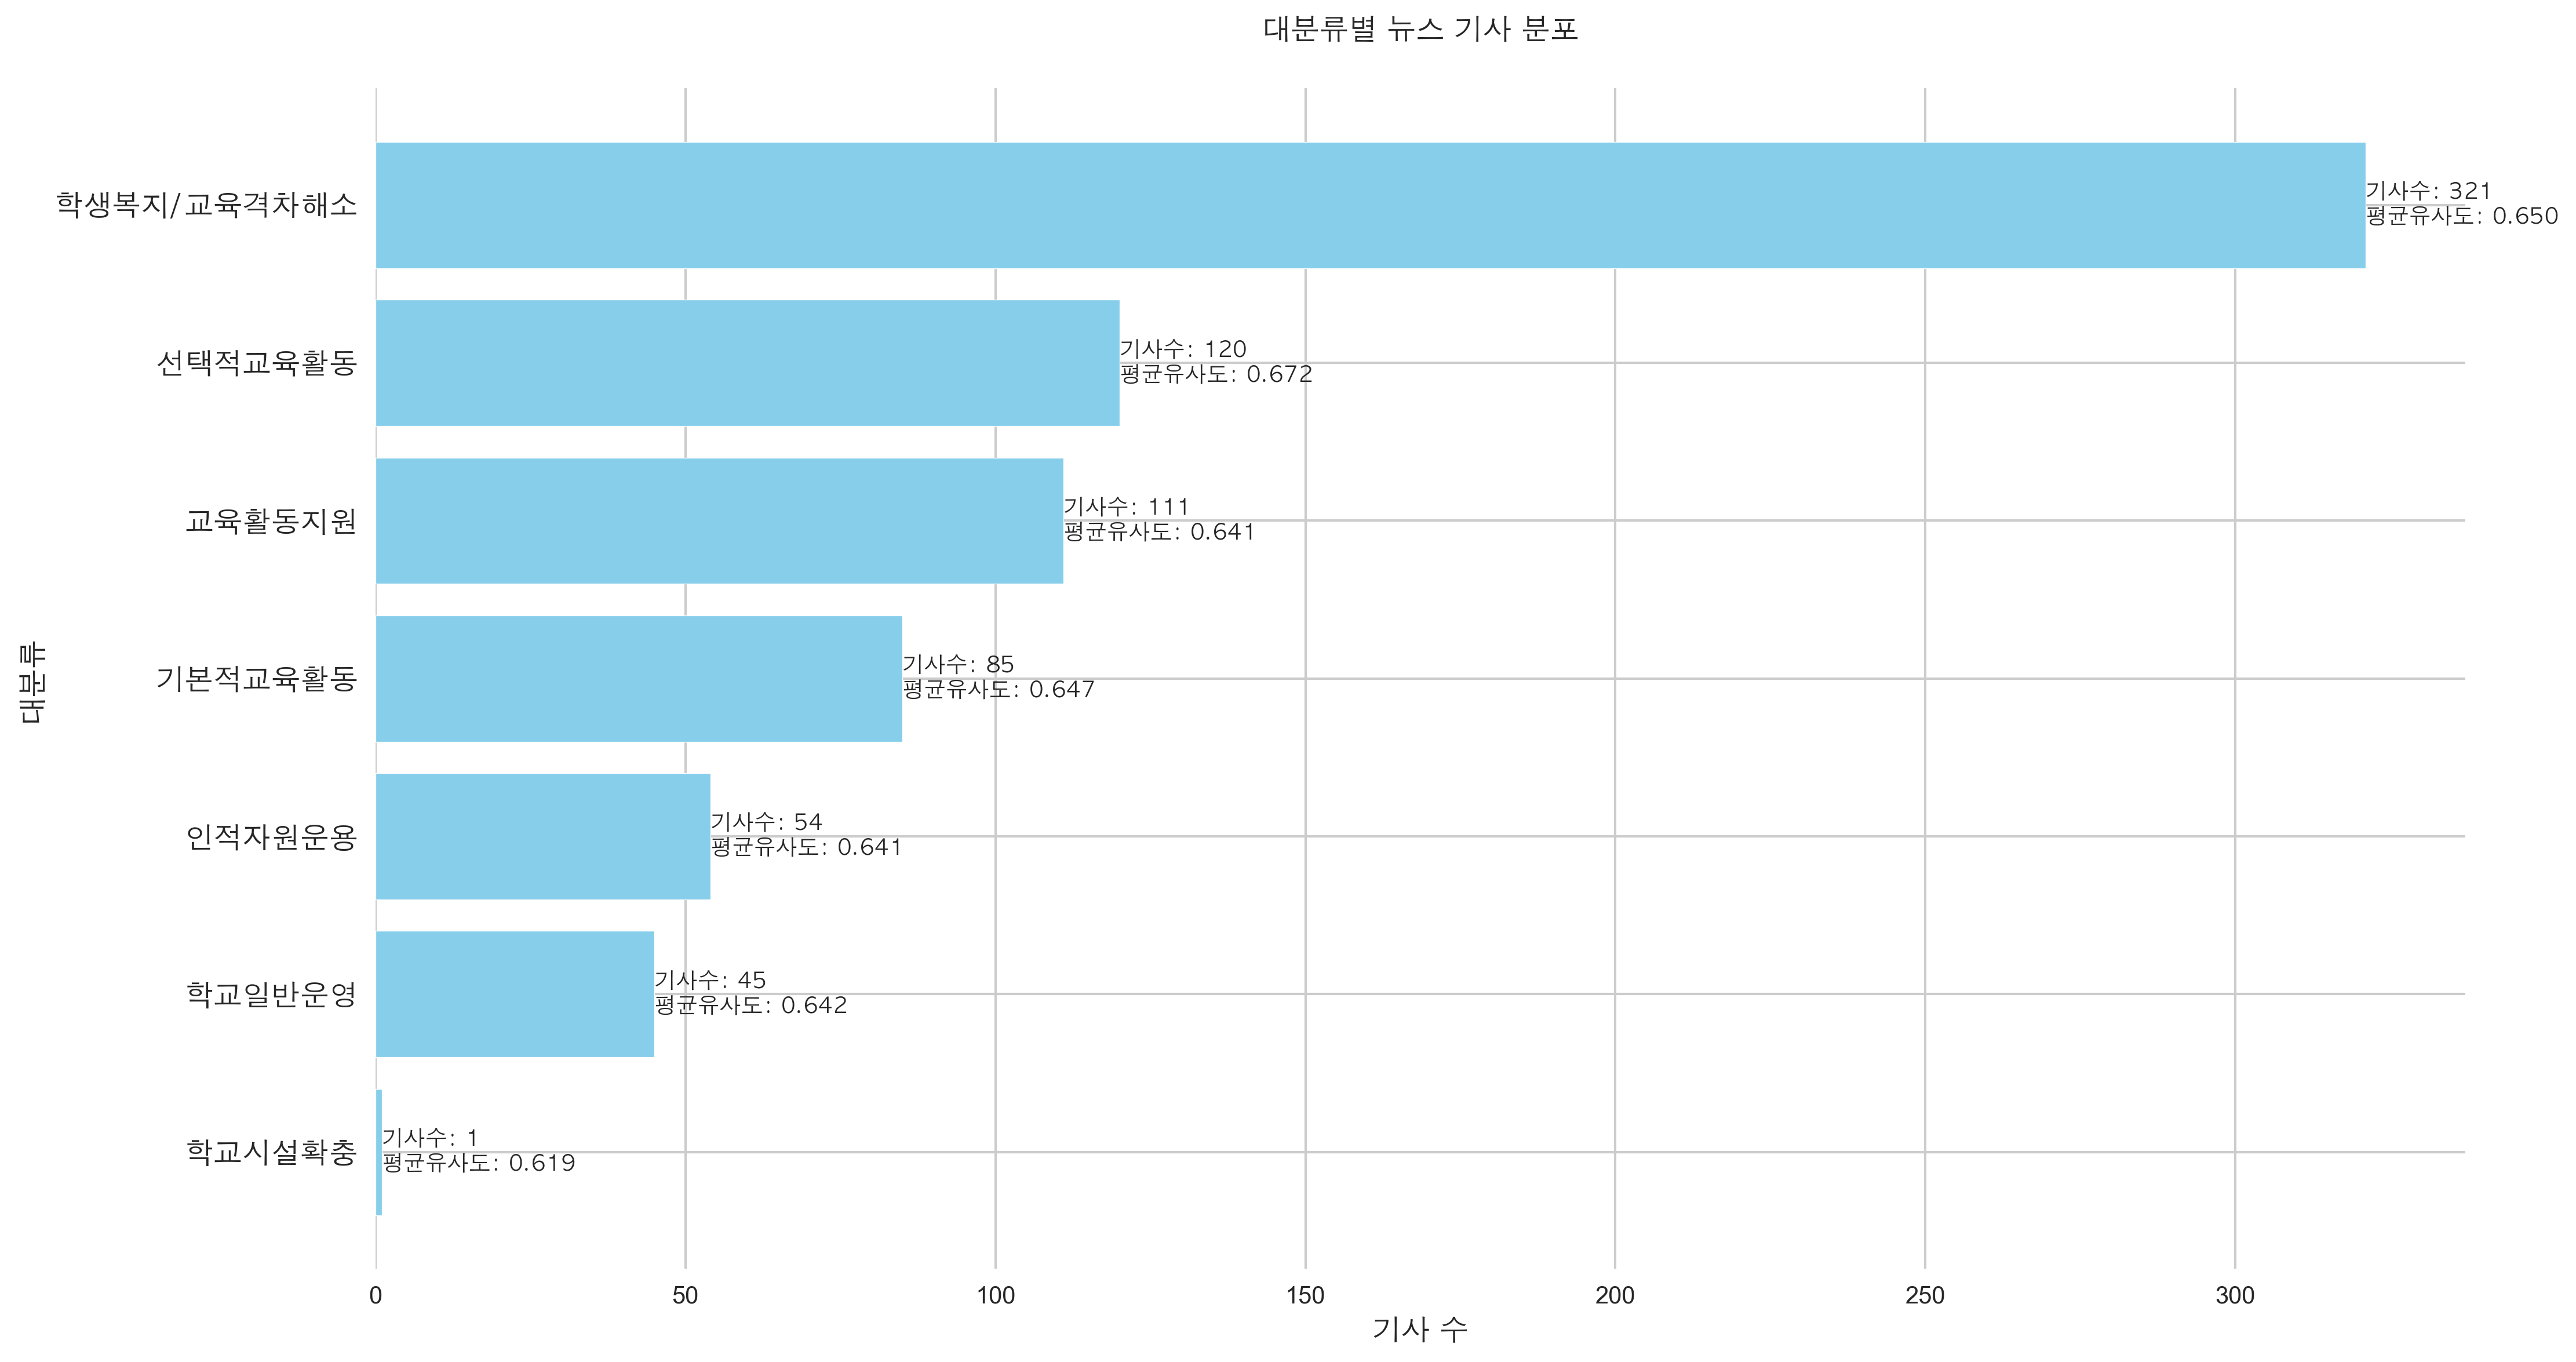 대분류별 뉴스 기사 분포
학생복지/교육격차해소
기사수: 321
평균유사도: 0.650
선택적교육활동
기사수: 120
평균유사도: 0.672
교육활동지원
기사수: 111
평균유사도: 0.641
기본적교육활동
기사수: 85
평균유사도: 0.647
인적자원운용
기사수: 54
평균유사도: 0.641
학교일반운영
기사수: 45
평균유사도: 0.642
학교시설확충
기사수: 1
평균유사도: 0.619
대분류
0 50 100 150 200 250 300
기사 수